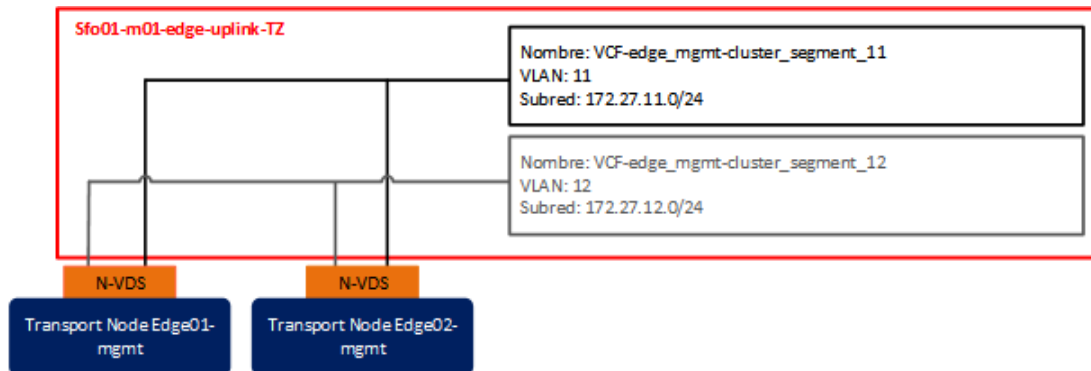 Sfo01-m01-edge-uplink-TZ
Nombre: VCF-edge_mgmt-cluster_segment_11
VLAN: 11
Subred: 172.27.11.0/24
Nombre: VCF-edge_mgmt-cluster_segment_12
VLAN: 12
Subred: 172.27.12.0/24
N-VDS
N-VDS
Transport Node Edge01-
mgmt
Transport Node Edge02-
mgmt